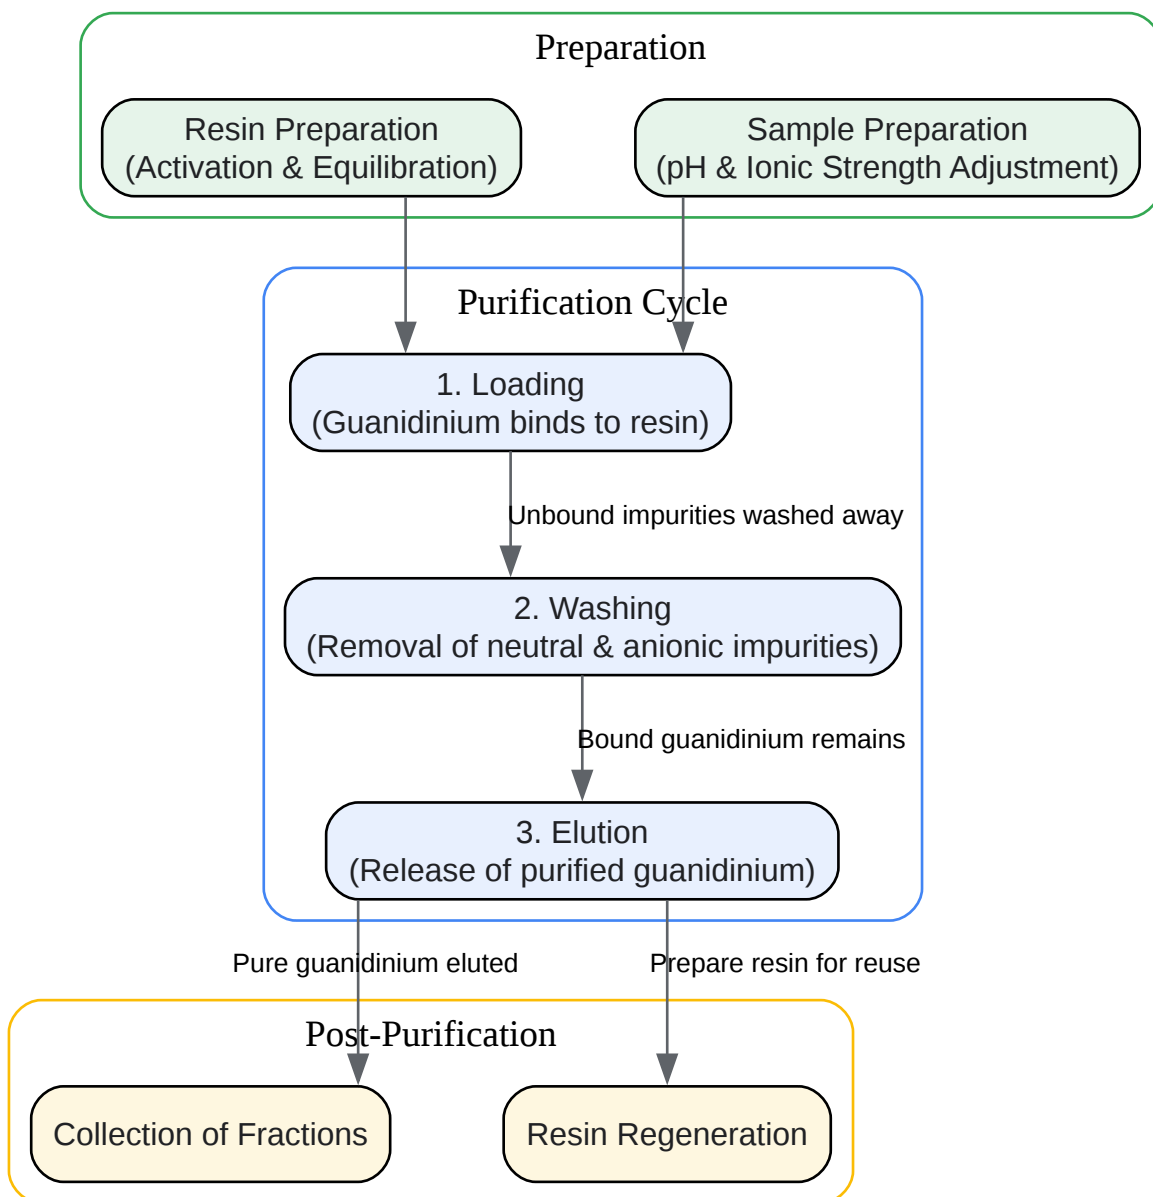 Preparation
Resin Preparation
(Activation & Equilibration)
Sample Preparation
(pH & Ionic Strength Adjustment)
Purification Cycle
1. Loading
(Guanidinium binds to resin)
Unbound impurities washed away
2. Washing
(Removal of neutral & anionic impurities)
Bound guanidinium remains
3. Elution
(Release of purified guanidinium)
Pure guanidinium eluted
Prepare resin for reuse
Post-Purification
Collection of Fractions
Resin Regeneration